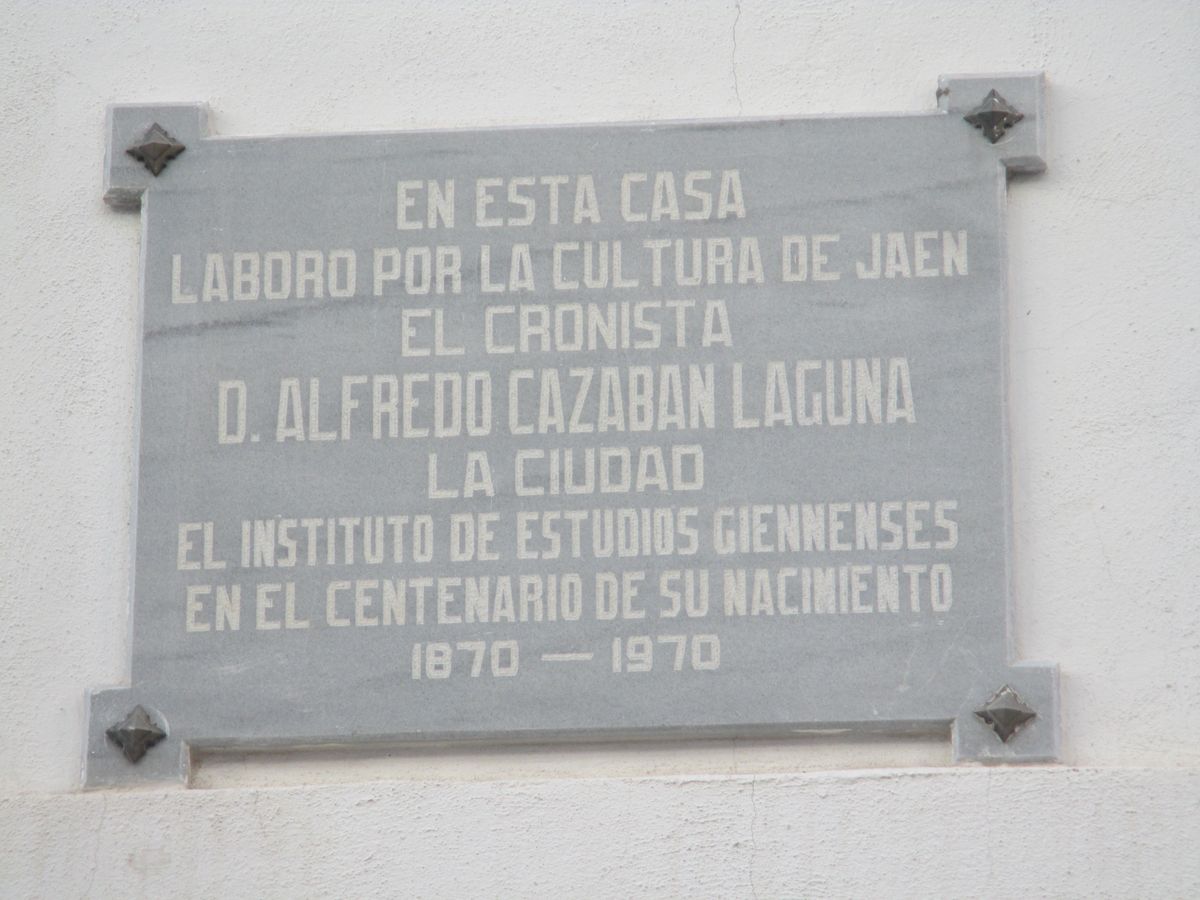 EN ESTA CASA
LABORO POR LA CULTURA DE JAEN
EL CRONISTA
D. ALFREDO CAZABAN LAGUNA
LA CIUDAD
EL INSTITUTO DE ESTUDIOS GIENNENSES
EN EL CENTENARIO DE SU NACIMIENTO
1870 — 1970